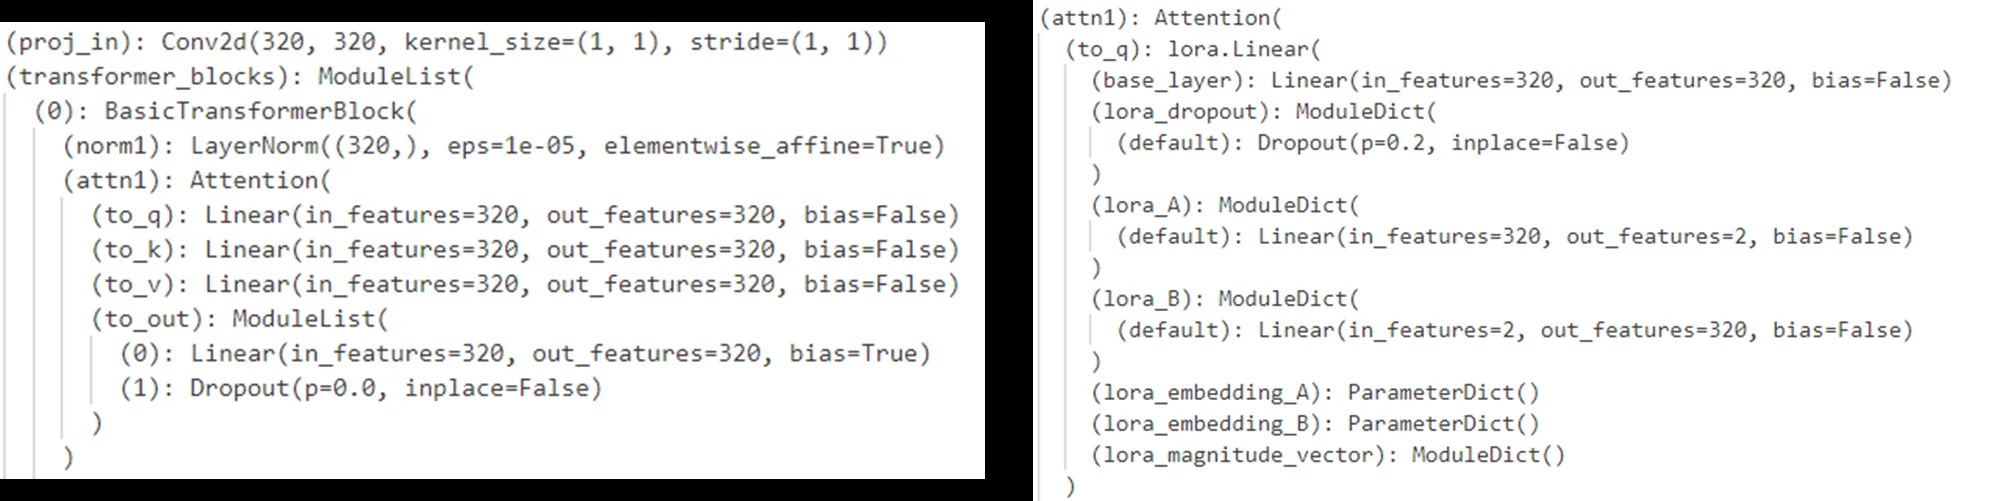 (proj_in): Conv2d(320, 320, kernel_size=(1, 1), stride=(1, 1))
(transformer_blocks): ModuleList(
(0): BasicTransformerBlock(
(norm1): LayerNorm((320,), eps=1e-05, elementwise_affine=True)
(attn1): Attention(
(to_q): Linear(in_features=320, out_features=320, bias=False)
(to_k): Linear(in_features=320, out_features=320, bias=False)
(to_v): Linear(in_features=320, out_features=320, bias=False)
(to_out): ModuleList(
(0): Linear(in_features=320, out_features=320, bias=True)
(1): Dropout(p=0.0, inplace=False)
)
)
(attn1): Attention(
(to_q): lora.Linear(
(base_layer): Linear(in_features=320, out_features=320, bias=False)
(lora_dropout): ModuleDict(
(default): Dropout(p=0.2, inplace=False)
)
(lora_A): ModuleDict(
(default): Linear(in_features=320, out_features=2, bias=False)
)
(lora_B): ModuleDict(
(default): Linear(in_features=2, out_features=320, bias=False)
)
(lora_embedding_A): ParameterDict()
(lora_embedding_B): ParameterDict()
(lora_magnitude_vector): ModuleDict()
)